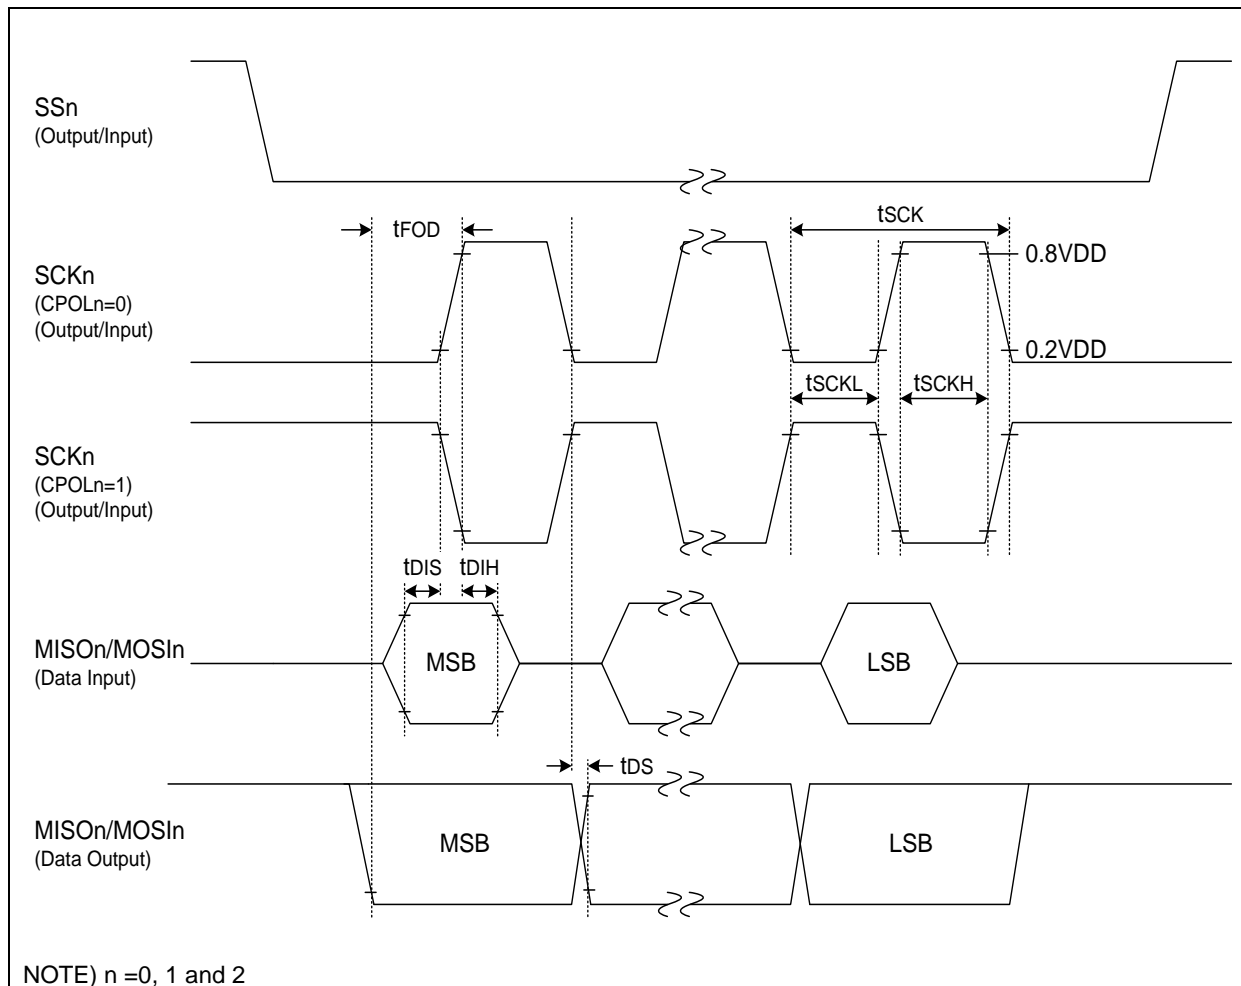 SSn
(Output/Input)
tFOD
tSCK
SCKn
(CPOLn=0)
(Output/Input)
0.8VDD
0.2VDD
tSCKL
tSCKH
SCKn
(CPOLn=1)
(Output/Input)
tDIS
tDIH
MISOn/MOSIn
(Data Input)
MSB
LSB
tDS
MISOn/MOSIn
(Data Output)
MSB
LSB
NOTE) n =0, 1 and 2